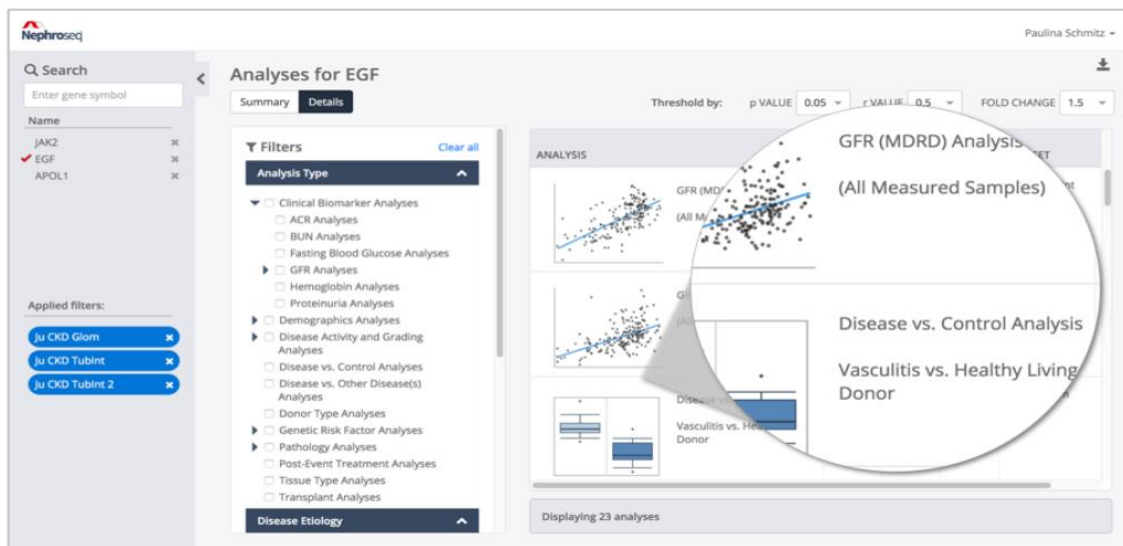 Nephroseq
Paulina Schmitz
Search
Enter gene symbol
Name
JAK2
EGF
APOL1
Applied filters:
Ju CKD Glom
Ju CKD TubInt
Ju CKD TubInt 2
Analyses for EGF
Summary Details
Threshold by: p VALUE 0.05 r VALUE 0.5 FOLD CHANGE 1.5
Filters Clear all
Analysis Type
Clinical Biomarker Analyses
ACR Analyses
BUN Analyses
Fasting Blood Glucose Analyses
GFR Analyses
Hemoglobin Analyses
Proteinuria Analyses
Demographics Analyses
Disease Activity and Grading
Analyses
Disease vs. Control Analyses
Disease vs. Other Disease(s)
Analyses
Donor Type Analyses
Genetic Risk Factor Analyses
Pathology Analyses
Post-Event Treatment Analyses
Tissue Type Analyses
Transplant Analyses
Disease Etiology
ANALYSIS
GFR (MDRD) Analysis
(All Measured Samples)
Disease vs. Control Analysis
Vasculitis vs. Healthy Living
Donor
Vasculitis vs.
Donor
Displaying 23 analyses